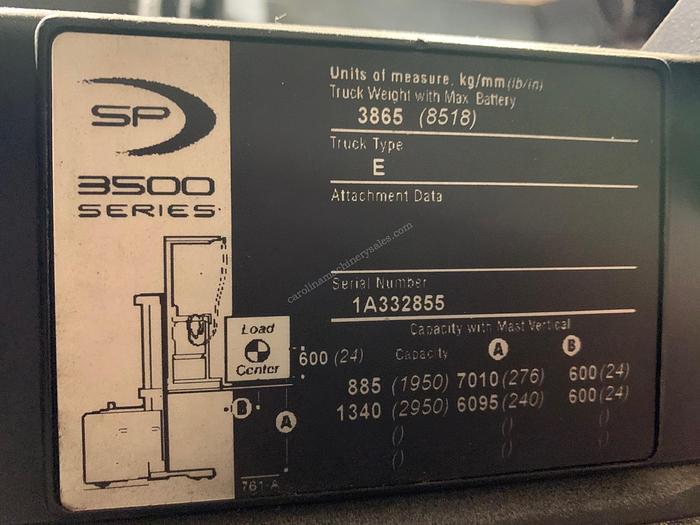 SP
3500
SERIES
Units of measure, kg/mm (lb/in)
Truck Weight with Max Battery
3865 (8518)
Truck Type
E
Attachment Data
carolinamachinerysales.com
Serial Number
1A332855
Capacity with Mast Vertical
Load
Center
600 (24)
Capacity A B
885 (1950) 7010 (276) 600 (24)
1340 (2950) 6095 (240) 600 (24)
() () ()
() () ()
B
A
761-A